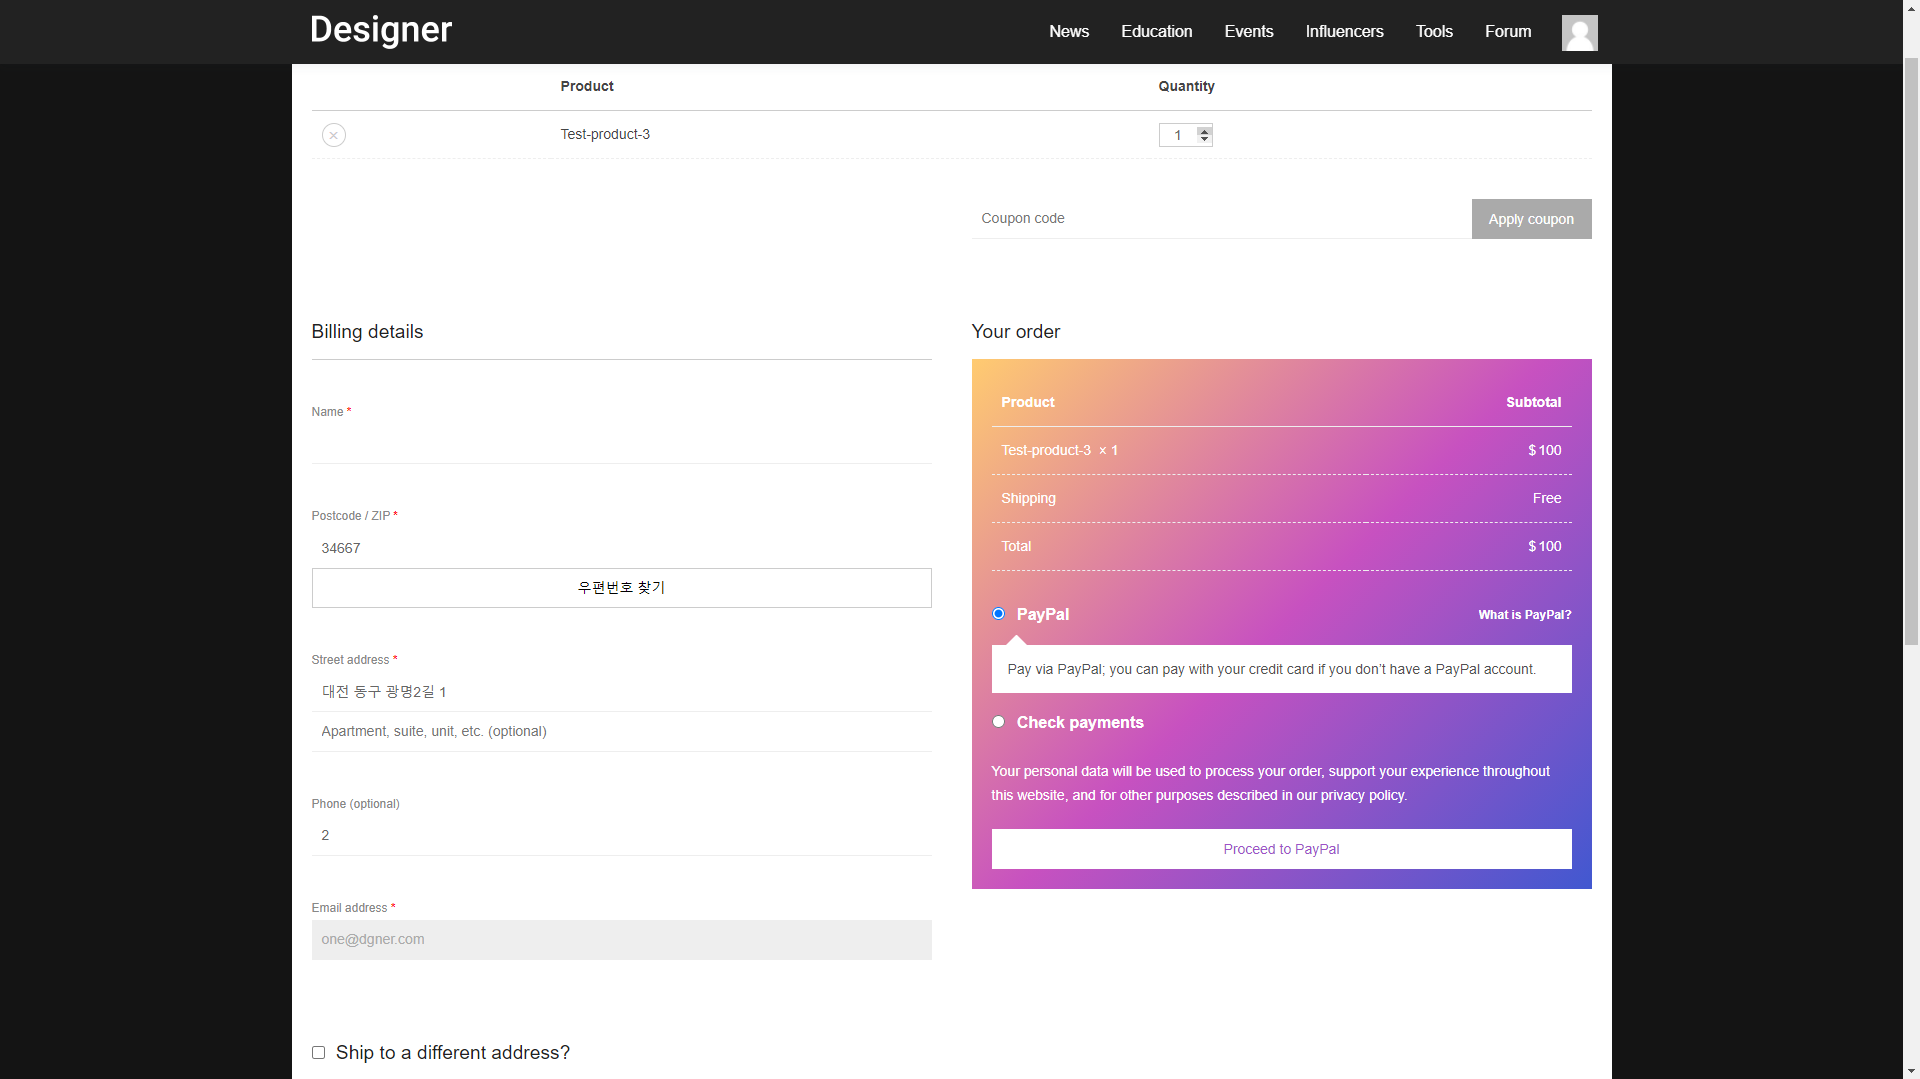 Designer
News Education Events Influencers Tools Forum
Product Quantity
Test-product-3 1
Coupon code Apply coupon
Billing details
Name *
Postcode / ZIP *
34667
우편번호 찾기
Street address *
대전 동구 광명2길 1
Apartment, suite, unit, etc. (optional)
Phone (optional)
2
Email address *
one@dgner.com
Ship to a different address?
Your order
Product Subtotal
Test-product-3 × 1 $ 100
Shipping Free
Total $ 100
PayPal What is PayPal?
Pay via PayPal; you can pay with your credit card if you don’t have a PayPal account.
Check payments
Your personal data will be used to process your order, support your experience throughout
this website, and for other purposes described in our privacy policy.
Proceed to PayPal